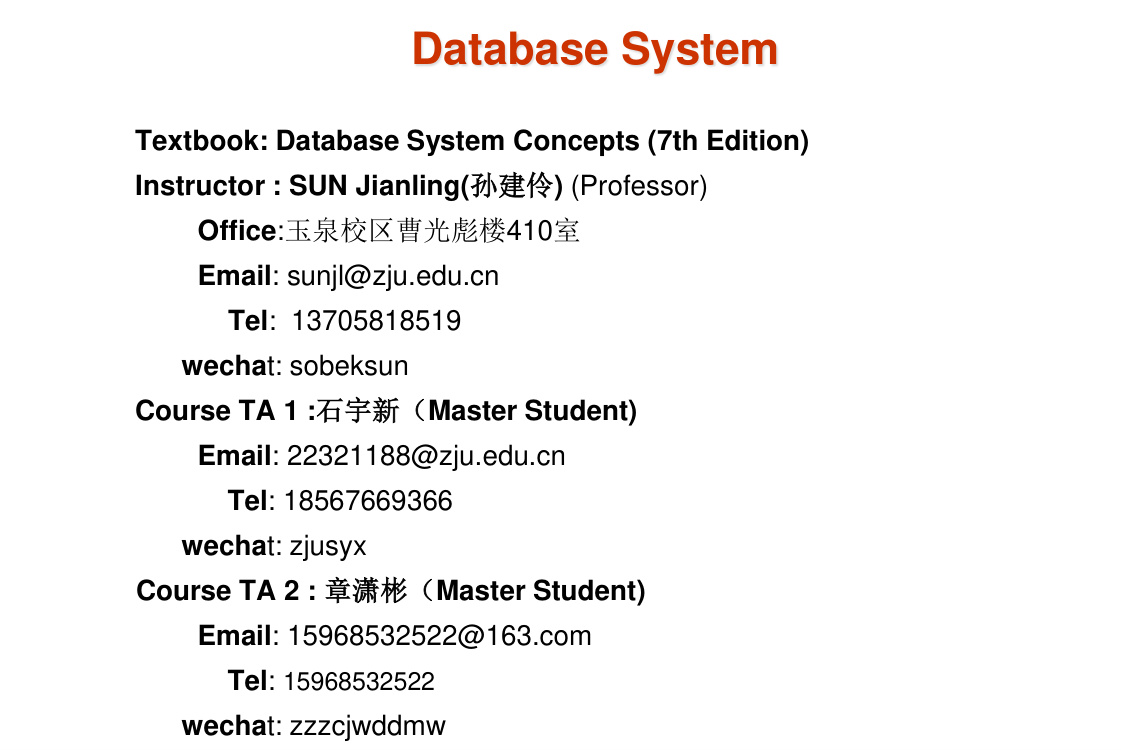 Database System
Textbook: Database System Concepts (7th Edition)
Instructor : SUN Jianling(孙建伶) (Professor)
Office:玉泉校区曹光彪楼410室
Email: sunjl@zju.edu.cn
Tel:  13705818519
wechat: sobeksun
Course TA 1 :石宇新（Master Student)
Email: 22321188@zju.edu.cn
Tel: 18567669366
wechat: zjusyx
Course TA 2 : 章潇彬（Master Student)
Email: 15968532522@163.com
Tel: 15968532522
wechat: zzzcjwddmw